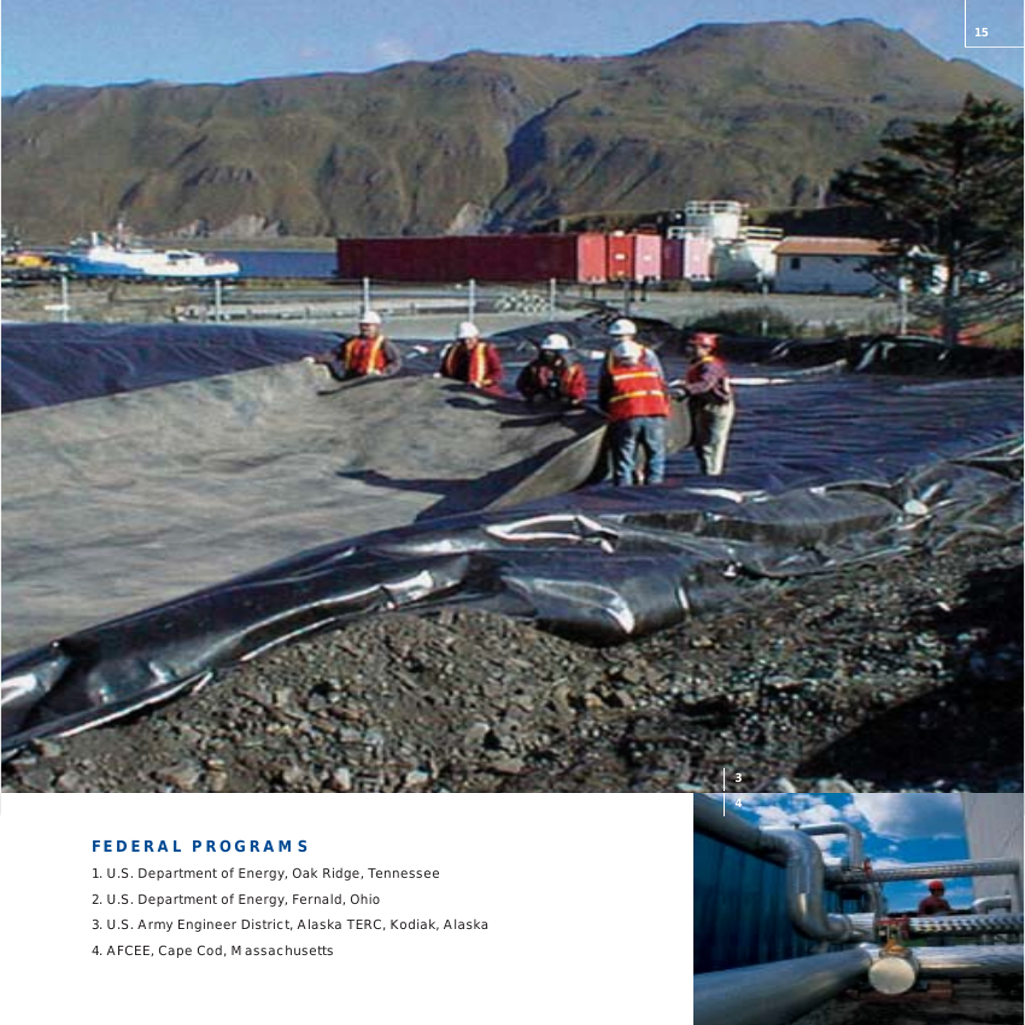 15
3
4
FEDERAL PROGRAMS
1. U.S. Department of Energy, Oak Ridge, Tennessee
2. U.S. Department of Energy, Fernald, Ohio
3. U.S. Army Engineer District, Alaska TERC, Kodiak, Alaska
4. AFCEE, Cape Cod, Massachusetts